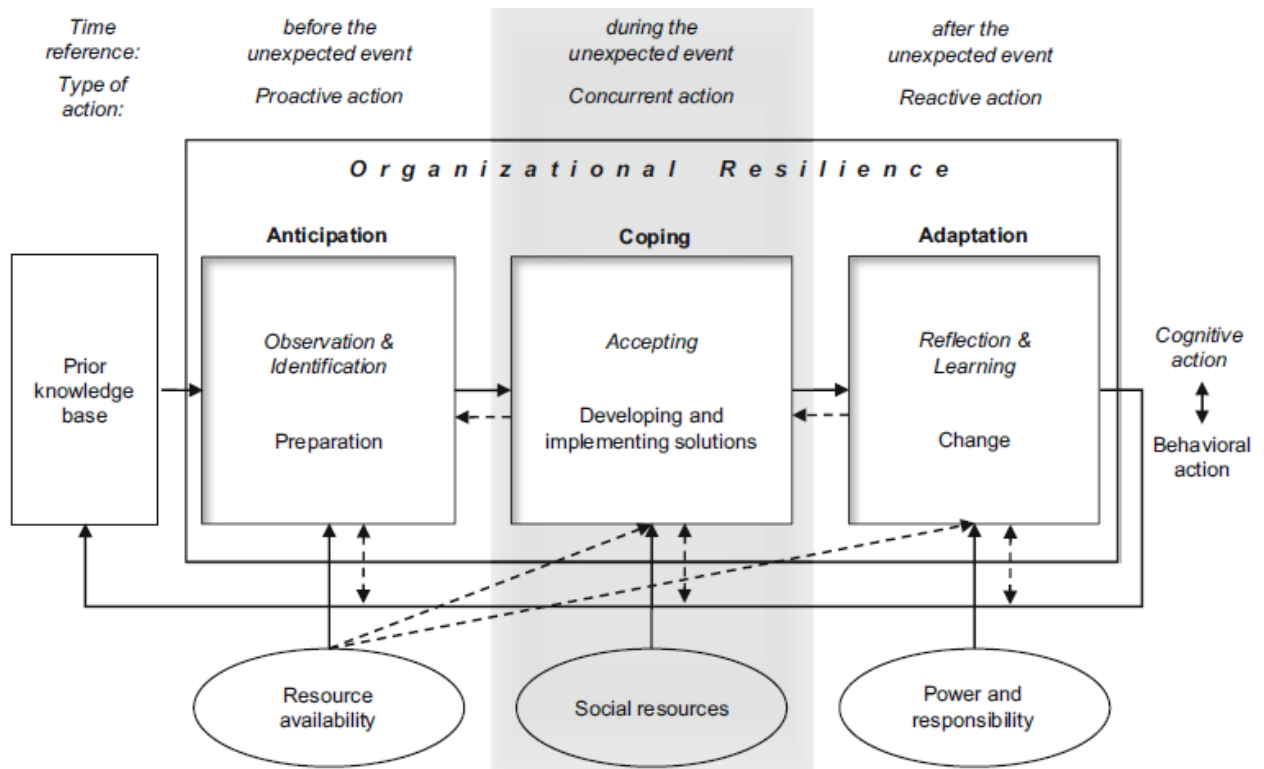 Time
reference:
before the
unexpected event
during the
unexpected event
after the
unexpected event
Type of
action:
Proactive action
Concurrent action
Reactive action
Organizational Resilience
Anticipation
Coping
Adaptation
Prior
knowledge
base
Observation &
Identification
Preparation
Accepting
Developing and
implementing solutions
Reflection &
Learning
Change
Cognitive
action
Behavioral
action
Resource
availability
Social resources
Power and
responsibility